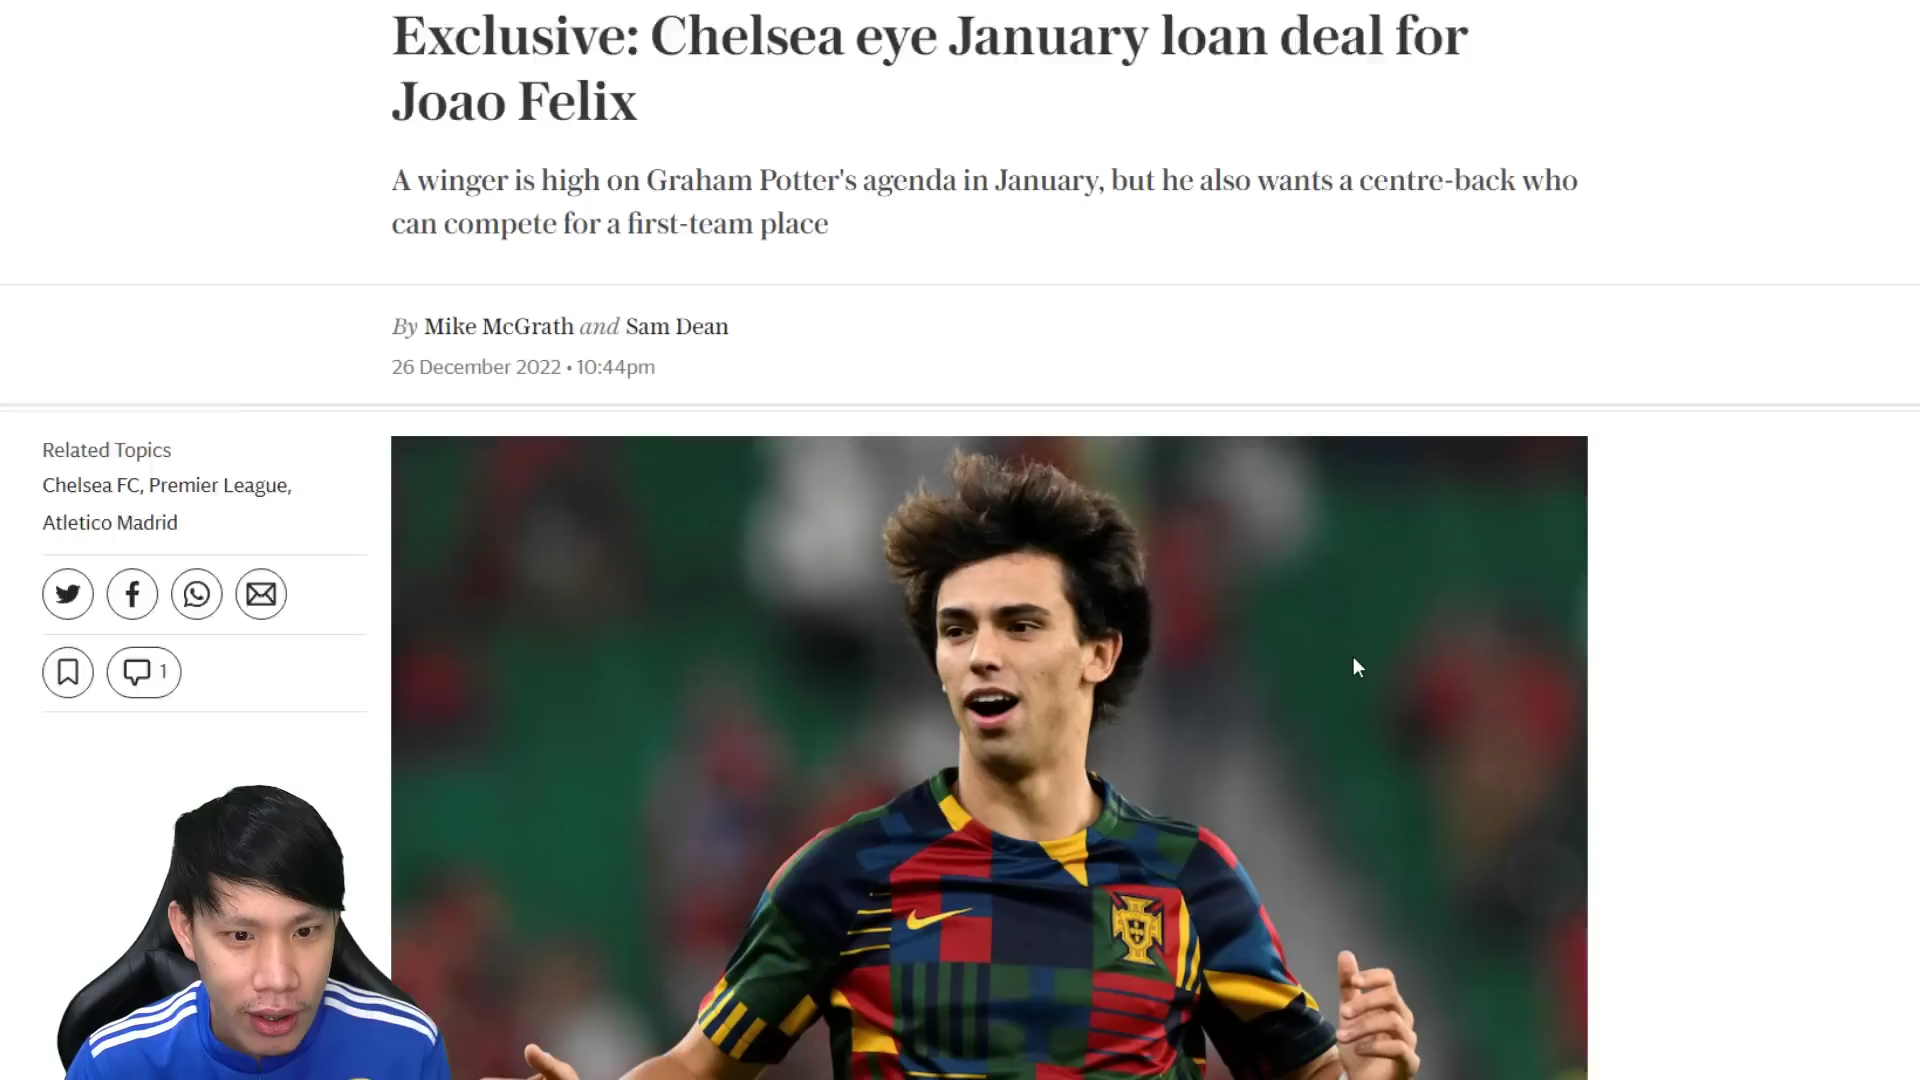 Exclusive: Chelsea eye January loan deal for
Joao Felix
A winger is high on Graham Potter's agenda in January, but he also wants a centre-back who
can compete for a first-team place
By Mike McGrath and Sam Dean
26 December 2022 • 10:44pm
Related Topics
Chelsea FC, Premier League,
Atletico Madrid
1